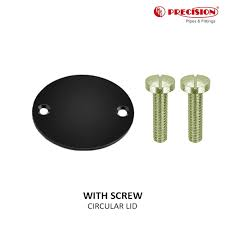 PRECISION
Pipes & Fittings
WITH SCREW
CIRCULAR LID